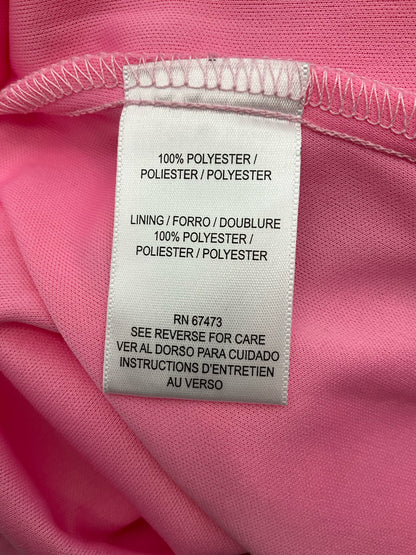 100% POLYESTER /
POLIESTER / POLYESTER
LINING / FORRO / DOUBLURE
100% POLYESTER /
POLIESTER / POLYESTER
RN 67473
SEE REVERSE FOR CARE
VER AL DORSO PARA CUIDADO
INSTRUCTIONS D'ENTRETIEN
AU VERSO